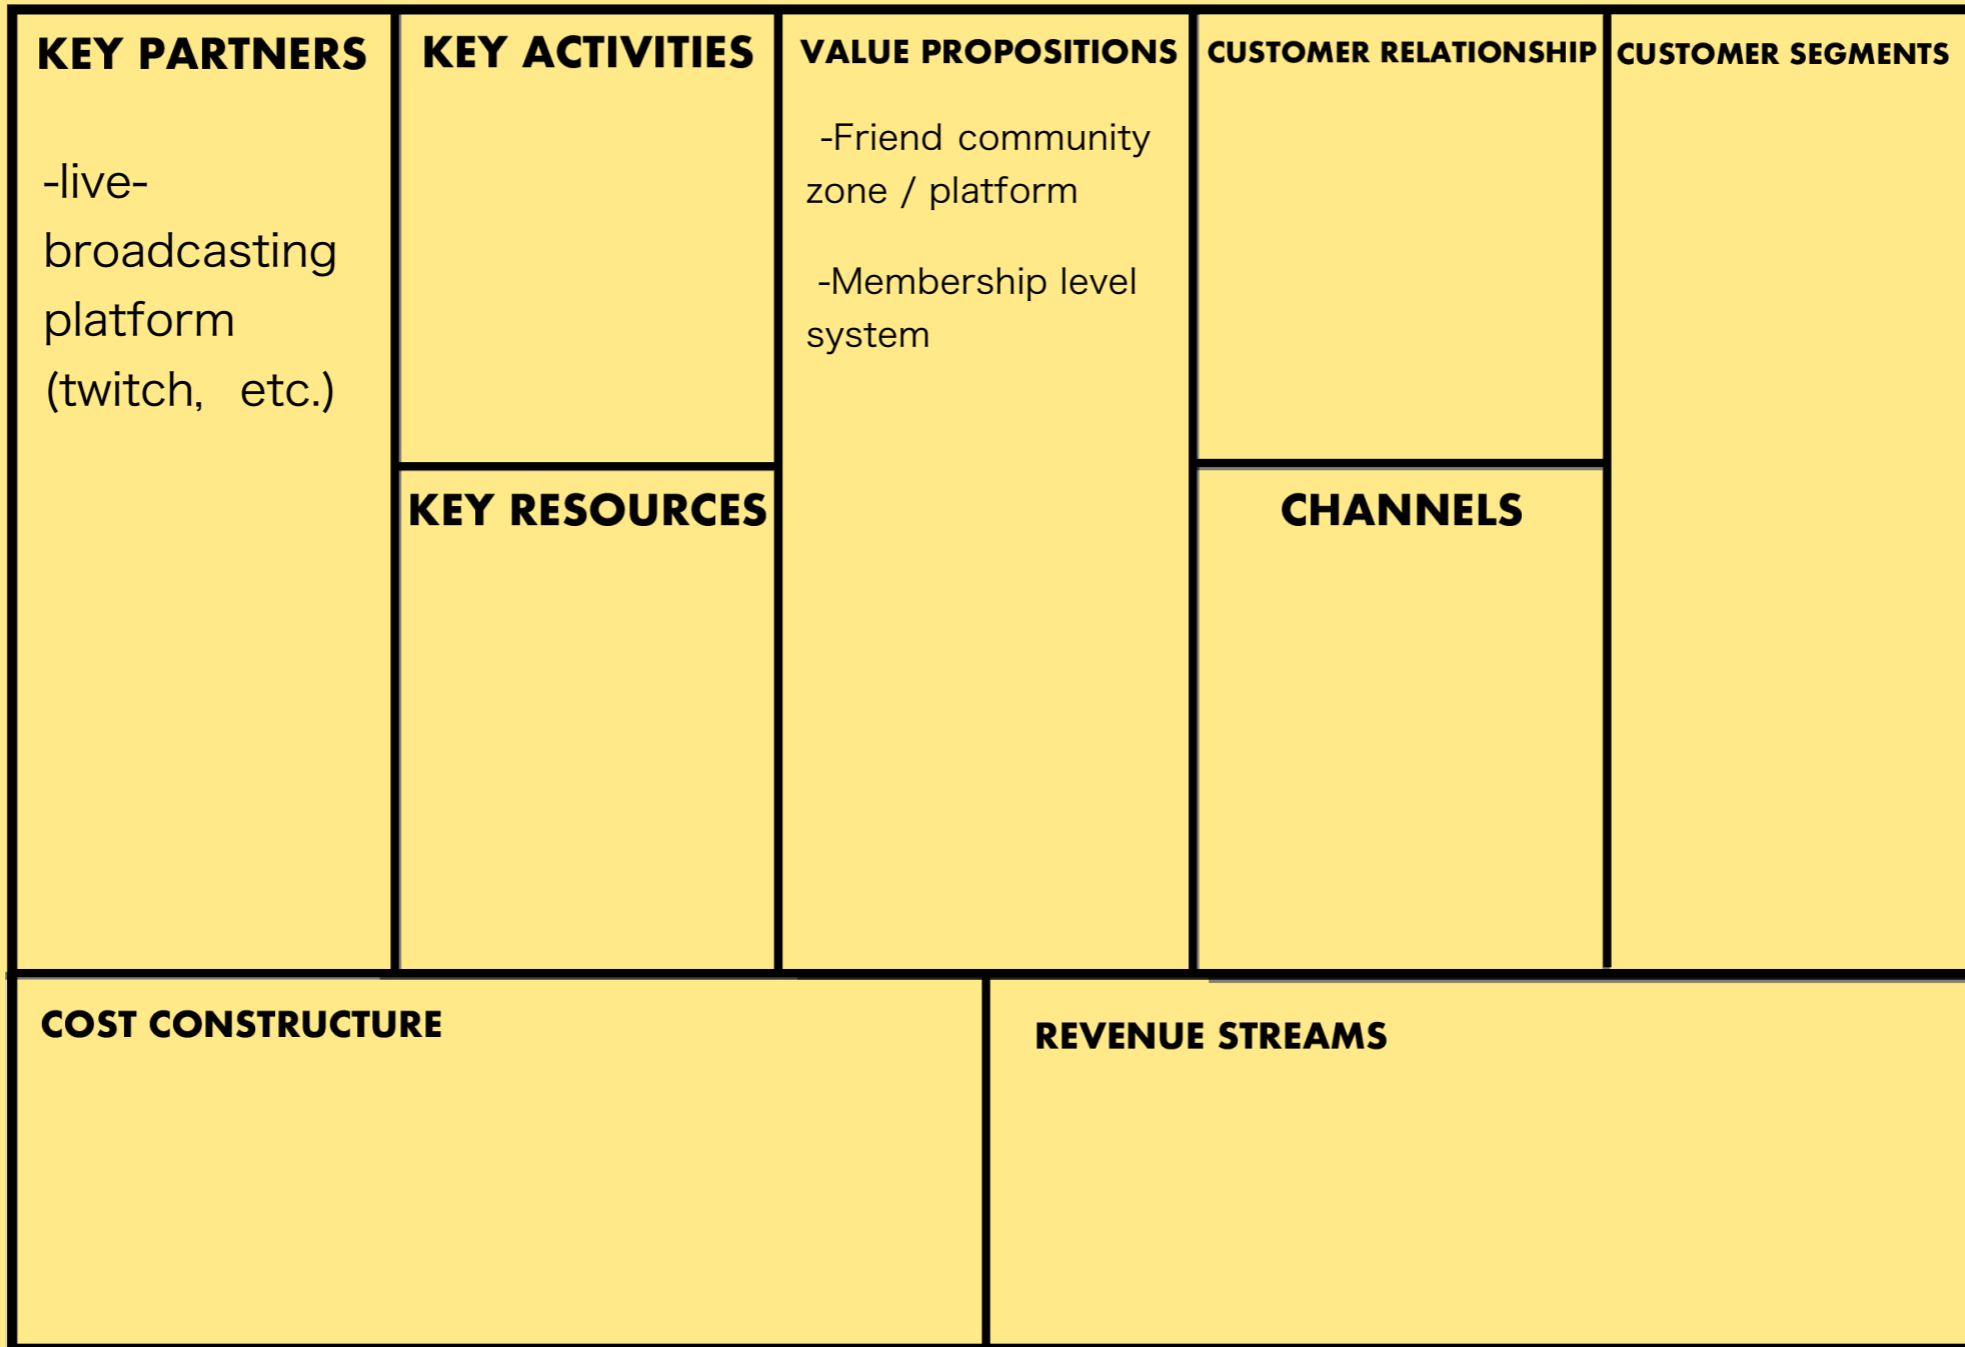 KEY PARTNERS
-live-
broadcasting
platform
(twitch, etc.)
KEY ACTIVITIES
KEY RESOURCES
VALUE PROPOSITIONS
-Friend community
zone / platform
-Membership level
system
CUSTOMER RELATIONSHIP
CHANNELS
CUSTOMER SEGMENTS
COST CONSTRUCTURE
REVENUE STREAMS